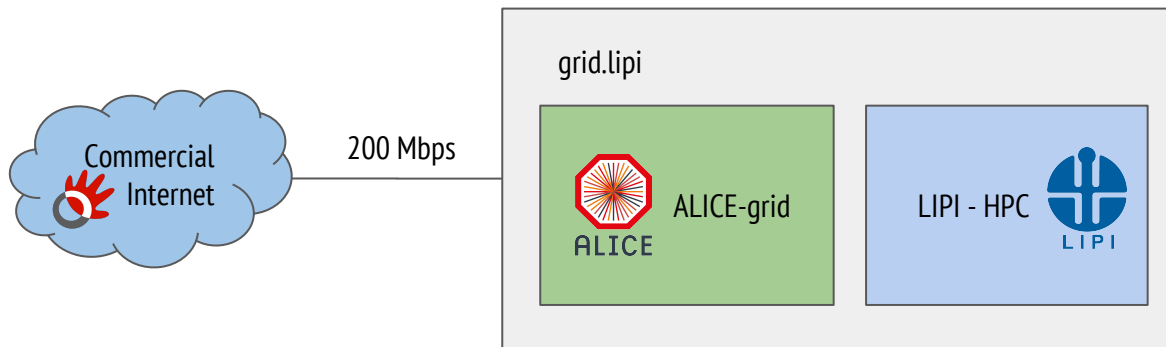 grid.lipi
Commercial
Internet
200 Mbps
ALICE
ALICE-grid
LIPI - HPC
LIPI